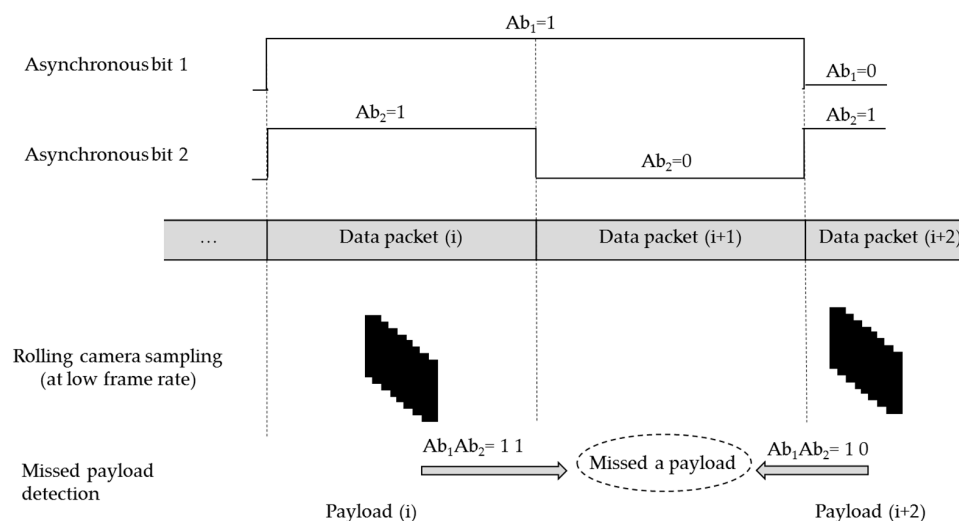 Ab₁=1
Asynchronous bit 1
Ab₁=0
Ab₂=1
Ab₂=1
Asynchronous bit 2
Ab₂=0
... Data packet (i) Data packet (i+1) Data packet (i+2)
Rolling camera sampling
(at low frame rate)
Ab₁Ab₂= 1 1
Ab₁Ab₂= 1 0
Missed a payload
Missed payload
detection
Payload (i)
Payload (i+2)